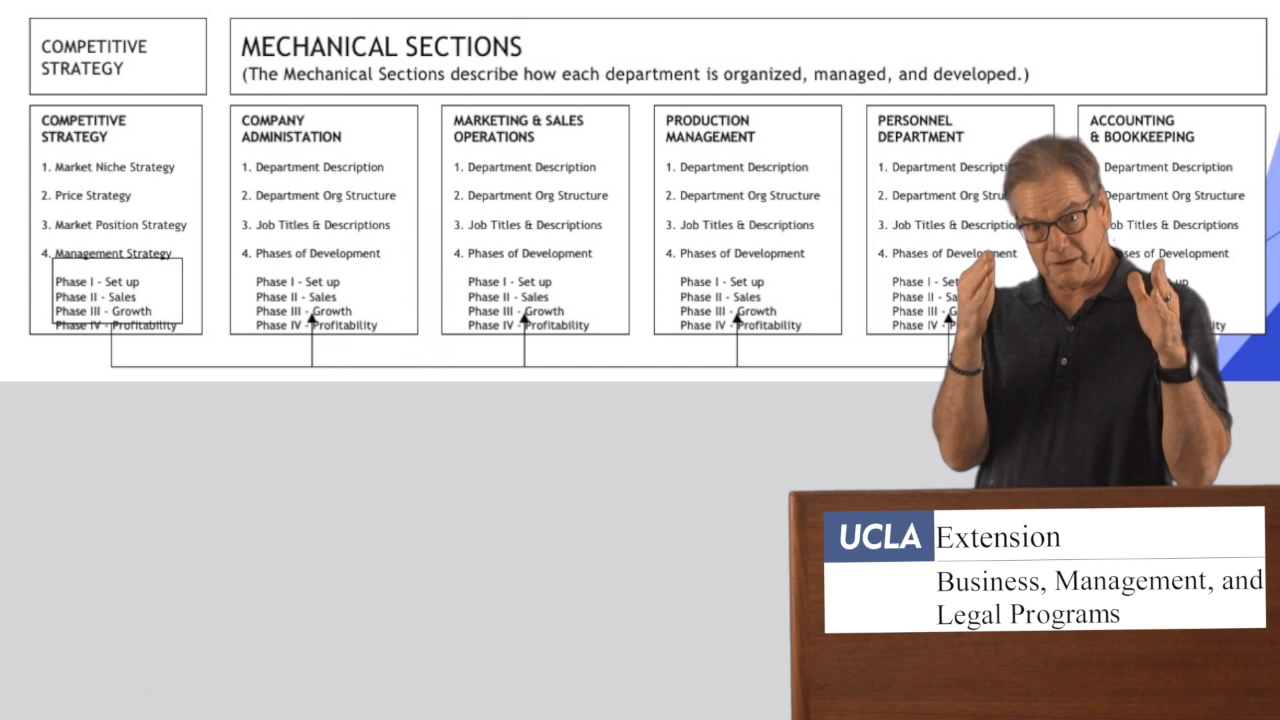 COMPETITIVE
STRATEGY
MECHANICAL SECTIONS
(The Mechanical Sections describe how each department is organized, managed, and developed.)
COMPETITIVE
STRATEGY
1. Market Niche Strategy
2. Price Strategy
3. Market Position Strategy
4. Management Strategy
Phase I - Set up
Phase II - Sales
Phase III - Growth
Phase IV - Profitability
COMPANY
ADMINISTATION
1. Department Description
2. Department Org Structure
3. Job Titles & Descriptions
4. Phases of Development
Phase I - Set up
Phase II - Sales
Phase III - Growth
Phase IV - Profitability
MARKETING & SALES
OPERATIONS
1. Department Description
2. Department Org Structure
3. Job Titles & Descriptions
4. Phases of Development
Phase I - Set up
Phase II - Sales
Phase III - Growth
Phase IV - Profitability
PRODUCTION
MANAGEMENT
1. Department Description
2. Department Org Structure
3. Job Titles & Descriptions
4. Phases of Development
Phase I - Set up
Phase II - Sales
Phase III - Growth
Phase IV - Profitability
PERSONNEL
DEPARTMENT
1. Department
2. Department Org
3. Job Titles &
4. Phases of
Phase I -
Phase II -
Phase III -
Phase IV -
ACCOUNTING
& BOOKKEEPING
Department Description
Department Org Structure
Titles & Descriptions
of Development
up
UCLA Extension
Business, Management, and
Legal Programs